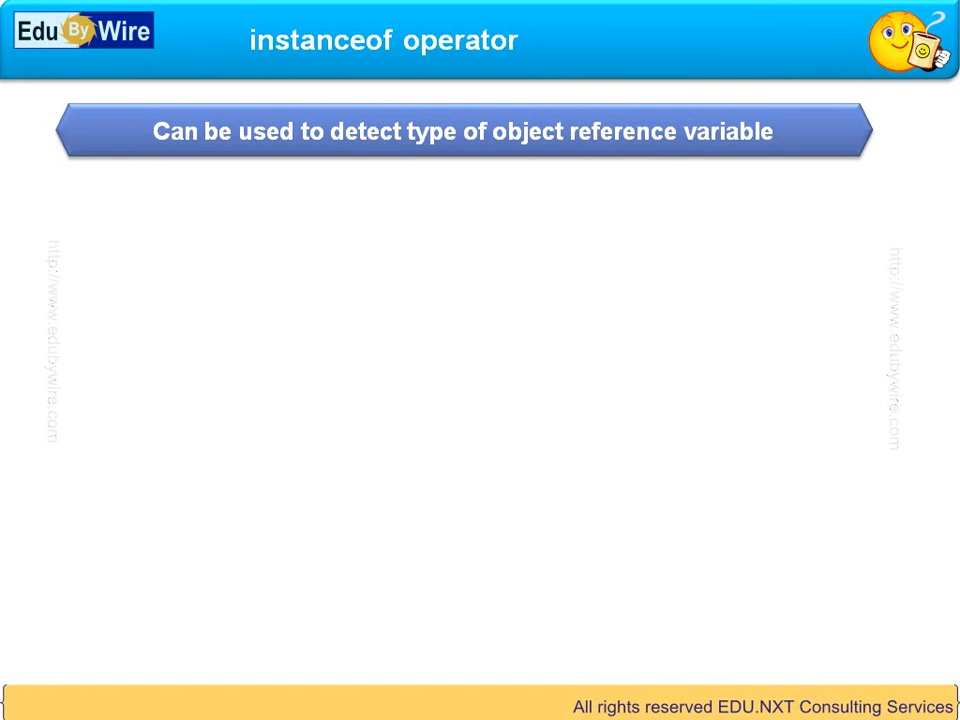 Edu By Wire
instanceof operator
Can be used to detect type of object reference variable
http://www.edubywire.com
http://www.edubywire.com
All rights reserved EDU.NXT Consulting Services